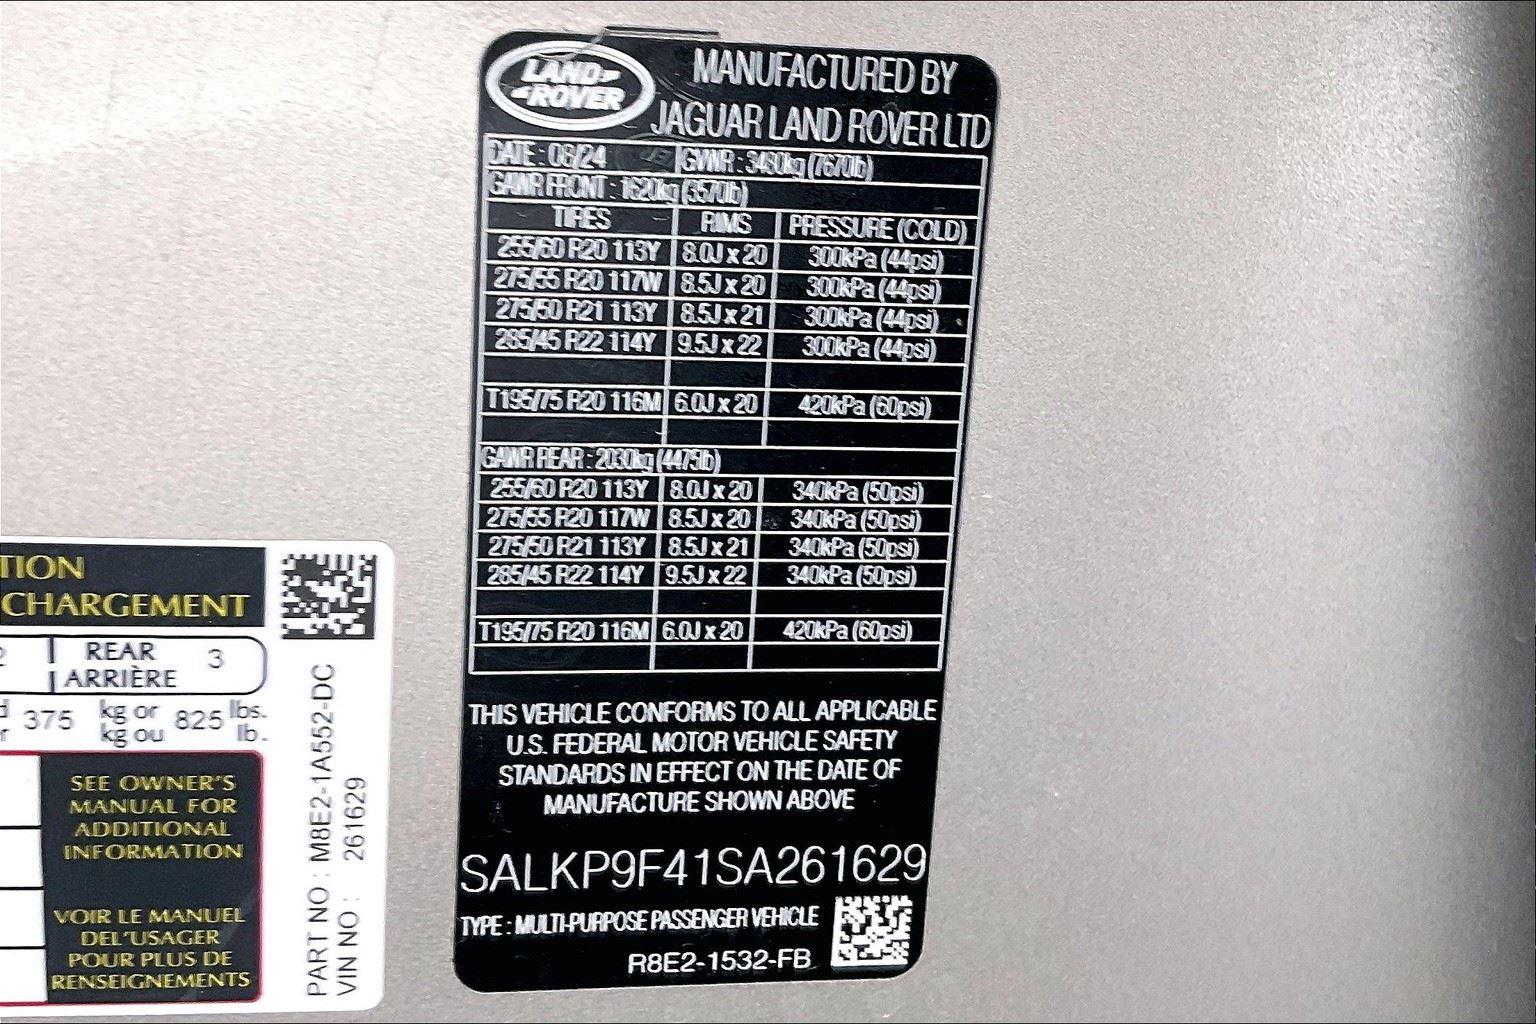 LAND
ROVER
MANUFACTURED BY
JAGUAR LAND ROVER LTD
DATE : 08/24 GVWR : 3480kg (7670lb)
GAWR FRONT : 1620kg (3570lb)
TIRES RIMS PRESSURE (COLD)
255/60 R20 113Y 8.0J x 20 300kPa (44psi)
275/55 R20 117W 8.5J x 20 300kPa (44psi)
275/50 R21 113Y 8.5J x 21 300kPa (44psi)
285/45 R22 114Y 9.5J x 22 300kPa (44psi)
T195/75 R20 116M 6.0J x 20 420kPa (60psi)
GAWR REAR : 2030kg (4475lb)
255/60 R20 113Y 8.0J x 20 340kPa (50psi)
275/55 R20 117W 8.5J x 20 340kPa (50psi)
275/50 R21 113Y 8.5J x 21 340kPa (50psi)
285/45 R22 114Y 9.5J x 22 340kPa (50psi)
T195/75 R20 116M 6.0J x 20 420kPa (60psi)
THIS VEHICLE CONFORMS TO ALL APPLICABLE
U.S. FEDERAL MOTOR VEHICLE SAFETY
STANDARDS IN EFFECT ON THE DATE OF
MANUFACTURE SHOWN ABOVE
SALKP9F41SA261629
TYPE : MULTI-PURPOSE PASSENGER VEHICLE
R8E2-1532-FB
TION
CHARGEMENT
2 REAR 3
ARRIÈRE
375 kg or 825 lbs.
kg ou lb.
SEE OWNER'S
MANUAL FOR
ADDITIONAL
INFORMATION
VOIR LE MANUEL
DEL'USAGER
POUR PLUS DE
RENSEIGNEMENTS
PART NO : M8E2-1A552-DC
VIN NO : 261629